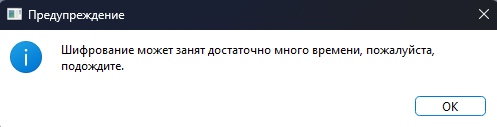 Предупреждение
Шифрование может занят достаточно много времени, пожалуйста,
подождите.
OK